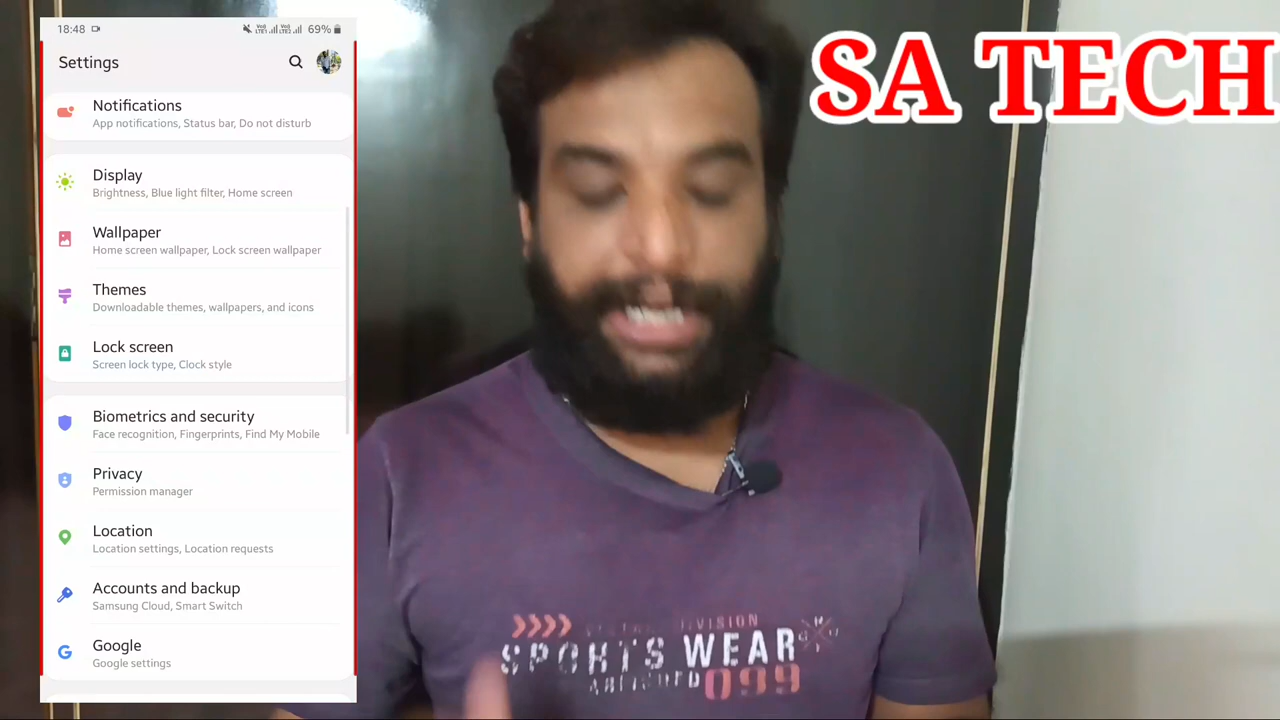 18:48
69%
Settings
Notifications
App notifications, Status bar, Do not disturb
Display
Brightness, Blue light filter, Home screen
Wallpaper
Home screen wallpaper, Lock screen wallpaper
Themes
Downloadable themes, wallpapers, and icons
Lock screen
Screen lock type, Clock style
Biometrics and security
Face recognition, Fingerprints, Find My Mobile
Privacy
Permission manager
Location
Location settings, Location requests
Accounts and backup
Samsung Cloud, Smart Switch
Google
Google settings
SA TECH
DIVISION
SPORTS WEAR
099